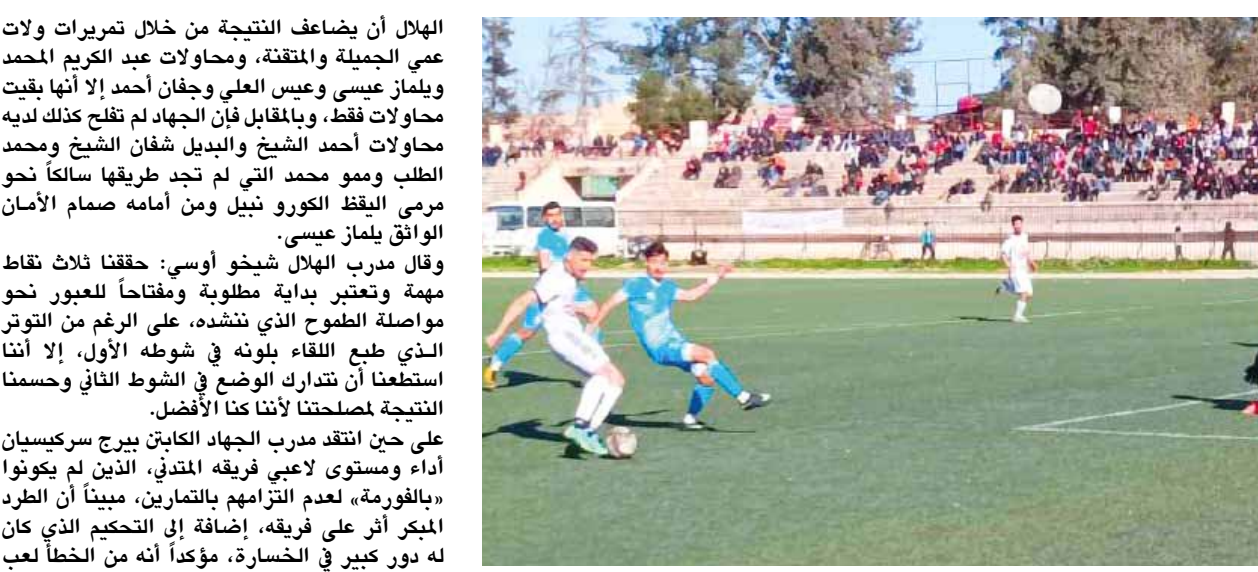 الهلال أن يضاعف النتيجة من خلال تمريرات ولات
عمي الجميلة والمتقنة، ومحاولات عبد الكريم المحمد
ويلماز عيسى وعيس العلي وجفان أحمد إلا أنها بقيت
محاولات فقط، وبالمقابل فإن الجهاد لم تفلح كذلك لديه
محاولات أحمد الشيخ والبديل شفان الشيخ ومحمد
الطلب وممو محمد التي لم تجد طريقها سالكاً نحو
مرمى اليقظ الكورو نبيل ومن أمامه صمام الأمان
الواثق يلماز عيسى.
وقال مدرب الهلال شيخو أوسي: حققنا ثلاث نقاط
مهمة وتعتبر بداية مطلوبة ومفتاحاً للعبور نحو
مواصلة الطموح الذي ننشده، على الرغم من التوتر
الـذي طبع اللقاء بلونه في شوطه الأول، إلا أننا
استطعنا أن نتدارك الوضع في الشوط الثاني وحسمنا
النتيجة لمصلحتنا لأننا كنا الأفضل.
على حين انتقد مدرب الجهاد الكابتن بيرج سركيسيان
أداء ومستوى لاعبي فريقه المتدني، الذين لم يكونوا
«بالفورمة» لعدم التزامهم بالتمارين، مبيناً أن الطرد
المبكر أثر على فريقه، إضافة إلى التحكيم الذي كان
له دور كبير في الخسارة، مؤكداً أنه من الخطأ لعب